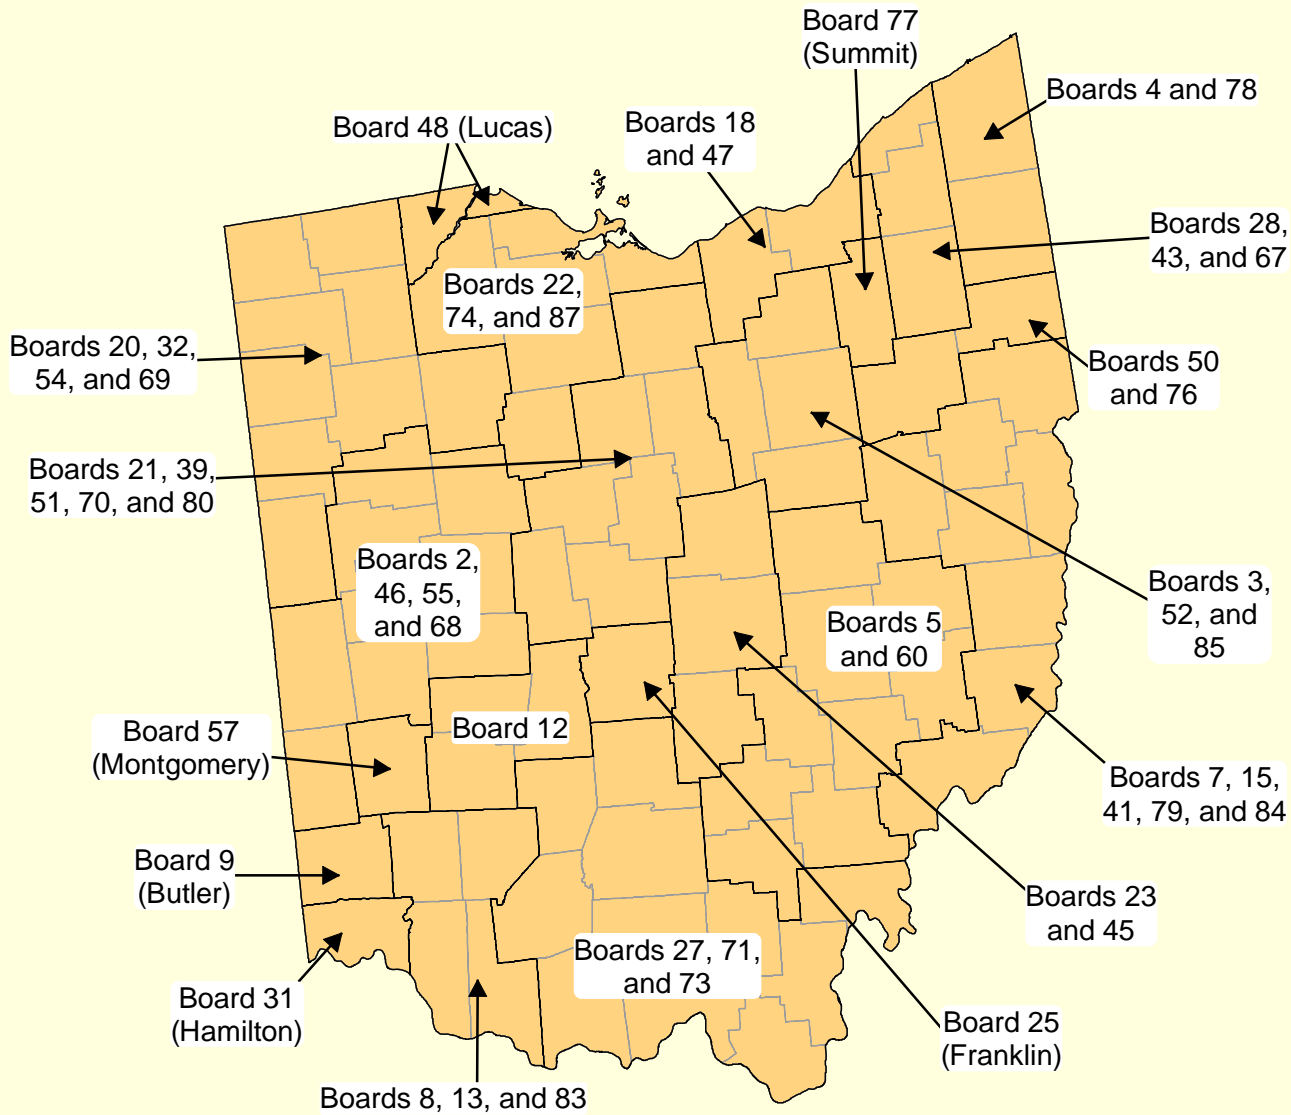 Board 77
(Summit)
Boards 4 and 78
Board 48 (Lucas)
Boards 18
and 47
Boards 28,
43, and 67
Boards 22,
74, and 87
Boards 20, 32,
54, and 69
Boards 50
and 76
Boards 21, 39,
51, 70, and 80
Boards 2,
46, 55,
and 68
Boards 3,
52, and
85
Boards 5
and 60
Board 57
(Montgomery)
Board 12
Boards 7, 15,
41, 79, and 84
Board 9
(Butler)
Boards 23
and 45
Boards 27, 71,
and 73
Board 31
(Hamilton)
Board 25
(Franklin)
Boards 8, 13, and 83